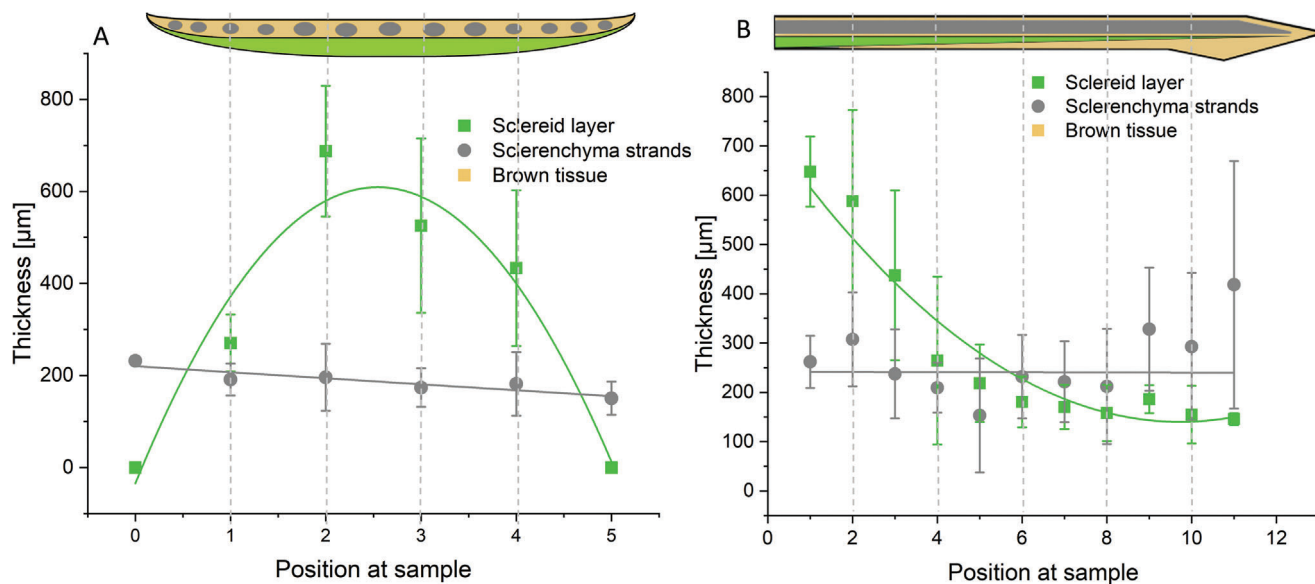 A
Sclereid layer
Sclerenchyma strands
Brown tissue
Thickness [µm]
800
600
400
200
0
0 1 2 3 4 5
Position at sample
B
Sclereid layer
Sclerenchyma strands
Brown tissue
Thickness [µm]
800
700
600
500
400
300
200
100
0
0 2 4 6 8 10 12
Position at sample